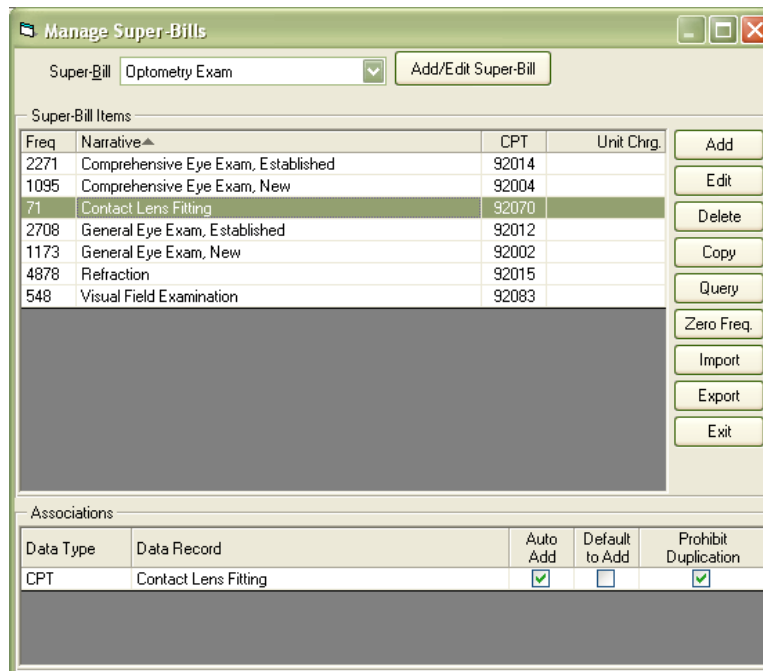 Manage Super-Bills
Super-Bill Optometry Exam Add/Edit Super-Bill
Super-Bill Items
Freq Narrative CPT Unit Chrg. Add
2271 Comprehensive Eye Exam, Established 92014
1095 Comprehensive Eye Exam, New 92004 Edit
71 Contact Lens Fitting 92070 Delete
2708 General Eye Exam, Established 92012
1173 General Eye Exam, New 92002 Copy
4878 Refraction 92015
548 Visual Field Examination 92083 Query
Zero Freq.
Import
Export
Exit
Associations
Data Type Data Record Auto Add Default to Add Prohibit Duplication
CPT Contact Lens Fitting